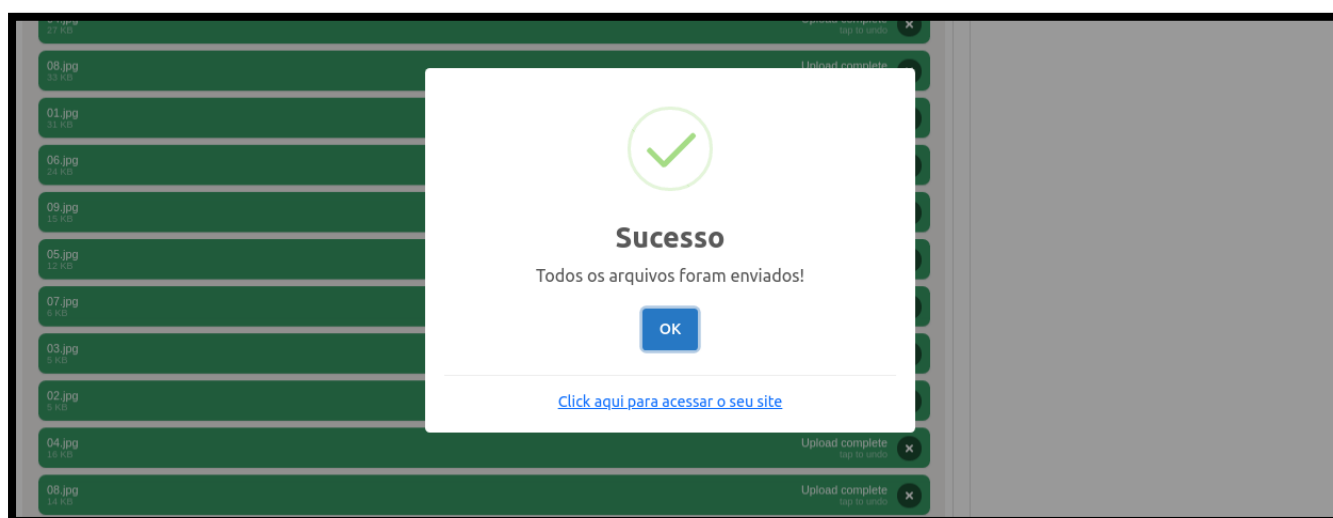 27 KB
tap to undo
08.jpg
Upload complete
33 KB
01.jpg
31 KB
06.jpg
24 KB
09.jpg
15 KB
05.jpg
12 KB
07.jpg
6 KB
03.jpg
5 KB
02.jpg
5 KB
Sucesso
Todos os arquivos foram enviados!
OK
Click aqui para acessar o seu site
04.jpg
Upload complete
16 KB
tap to undo
08.jpg
Upload complete
14 KB
tap to undo